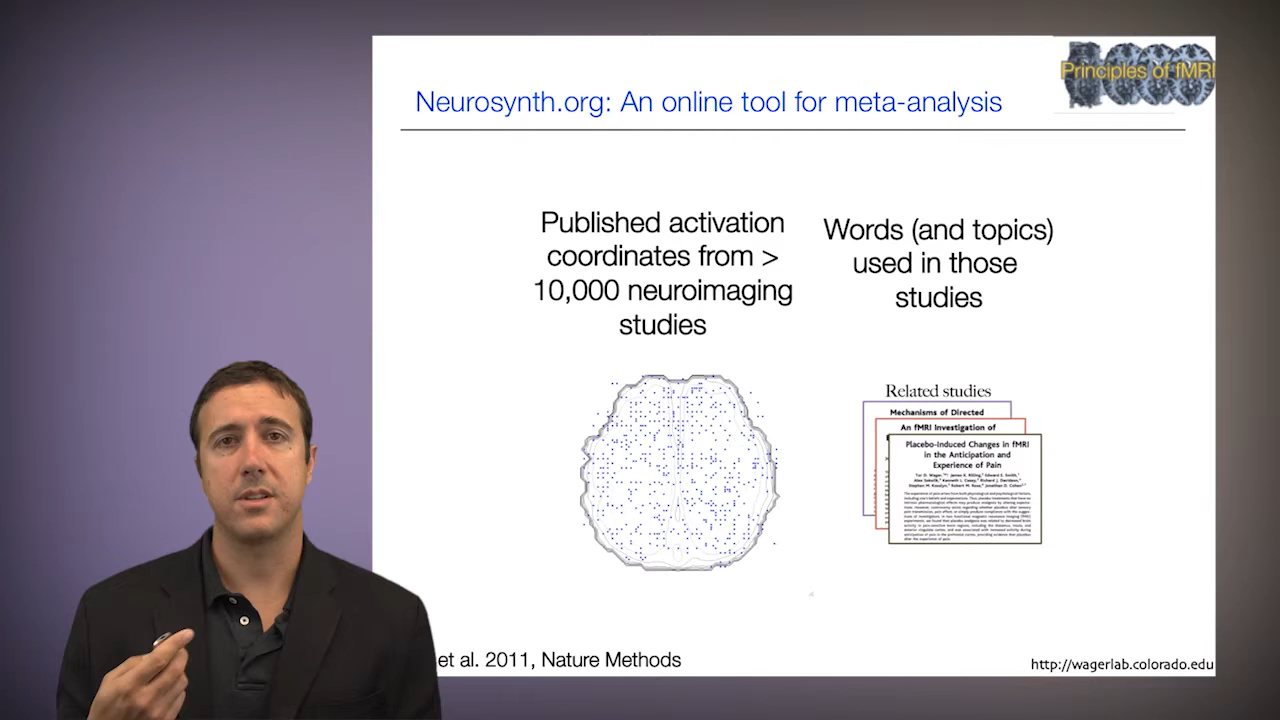 Principles of fMRI
Neurosynth.org: An online tool for meta-analysis
Published activation
coordinates from >
10,000 neuroimaging
studies
Words (and topics)
used in those
studies
Related studies
Mechanisms of Directed
An fMRI Investigation of
Placebo-Induced Changes in fMRI
in the Anticipation and
Experience of Pain
et al. 2011, Nature Methods
http://wagerlab.colorado.edu